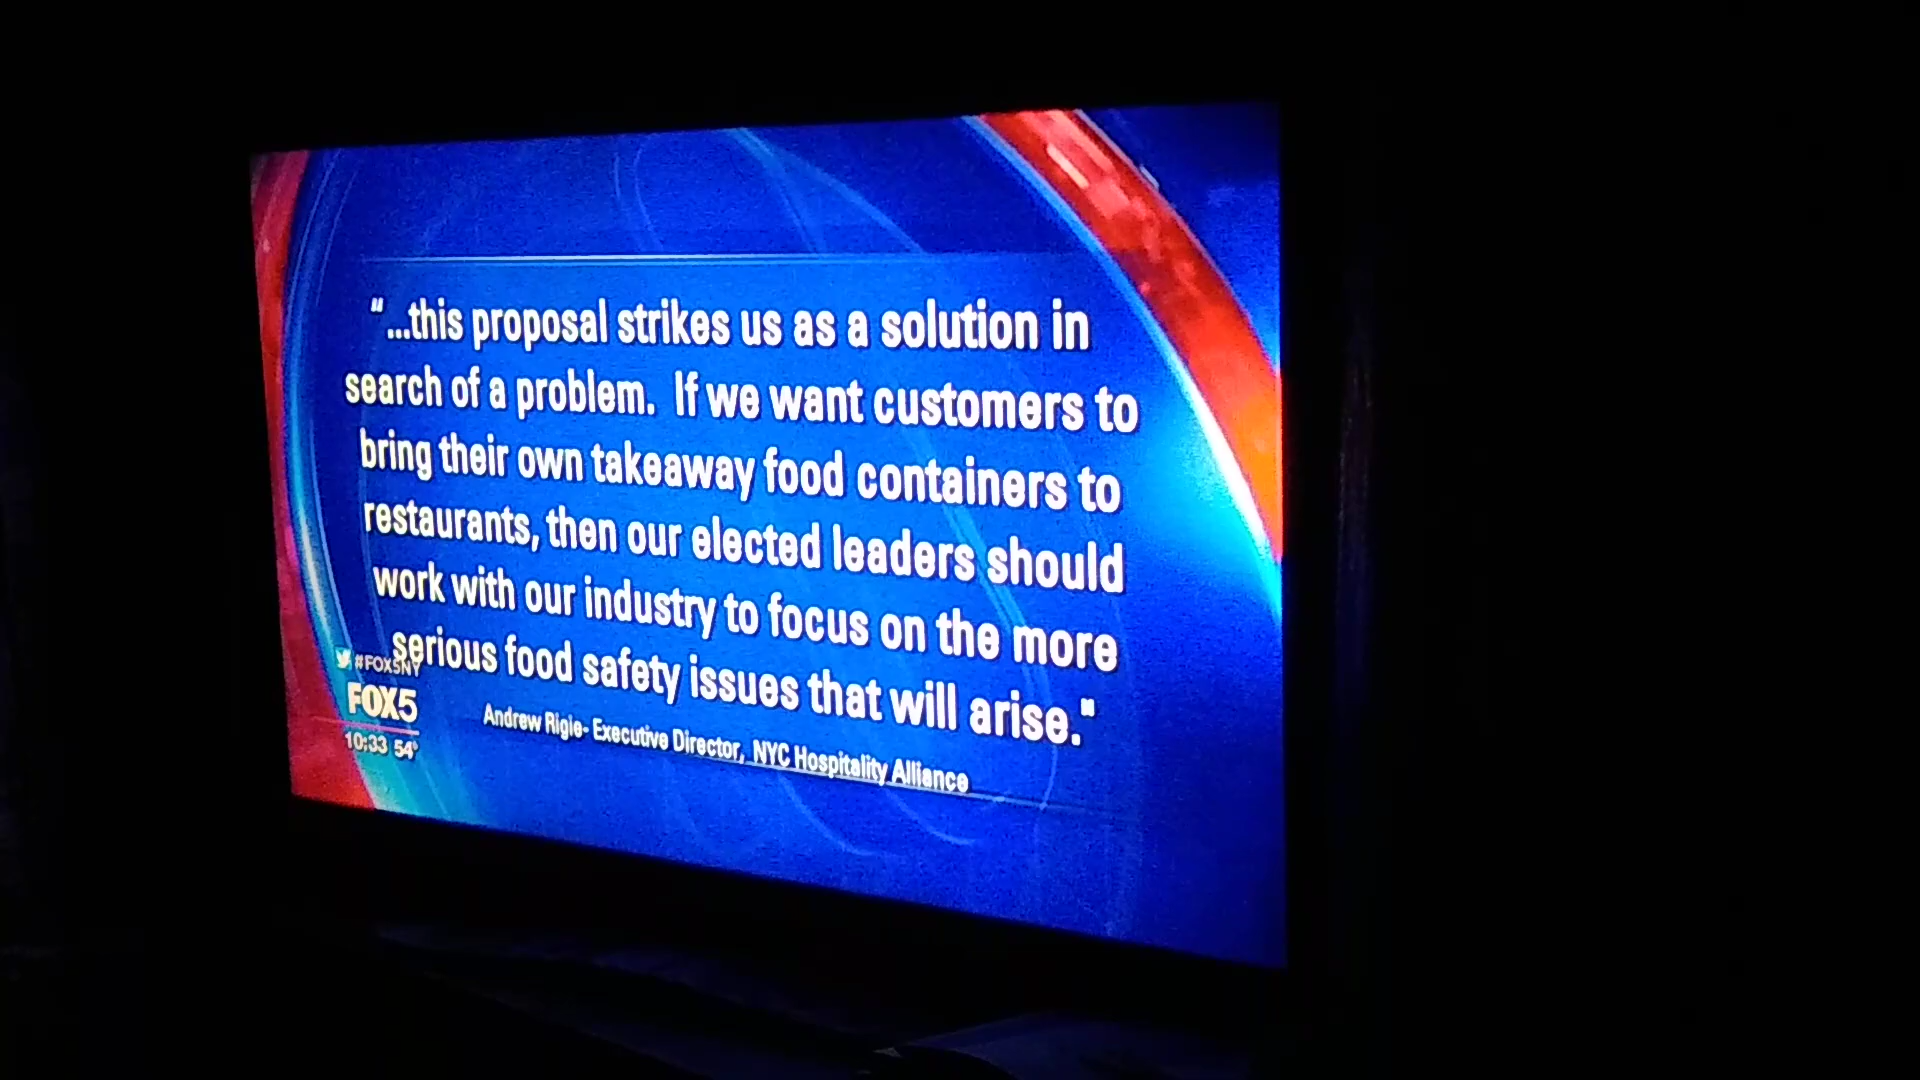 “...this proposal strikes us as a solution in
search of a problem. If we want customers to
bring their own takeaway food containers to
restaurants, then our elected leaders should
work with our industry to focus on the more
serious food safety issues that will arise."
Andrew Rigie- Executive Director, NYC Hospitality Alliance
#FOX5NY
FOX5
10:33 54°